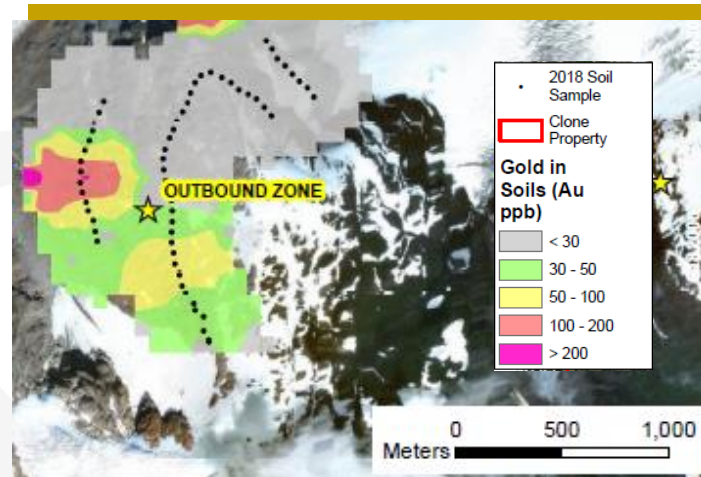 OUTBOUND ZONE
2018 Soil
Sample
Clone
Property
Gold in
Soils (Au
ppb)
< 30
30 - 50
50 - 100
100 - 200
> 200
0 500 1,000
Meters